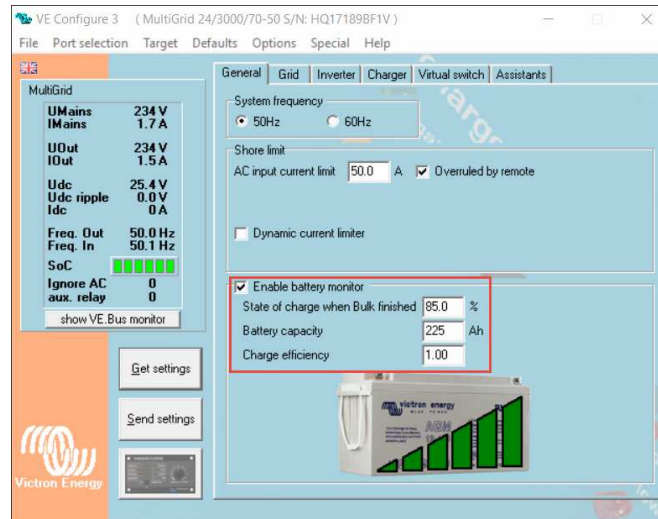 VE Configure 3 ( MultiGrid 24/3000/70-50 S/N: HQ17189BF1V )
File Port selection Target Defaults Options Special Help
General Grid Inverter Charger Virtual switch Assistants
MultiGrid
UMains 234 V
IMains 1.7 A
UOut 234 V
IOut 1.5 A
Udc 25.4 V
Udc ripple 0.0 V
Idc 0 A
Freq. Out 50.0 Hz
Freq. In 50.1 Hz
SoC
Ignore AC 0
aux. relay 0
show VE.Bus monitor
Get settings
Send settings
Victron Energy
System frequency
50Hz 60Hz
Shore limit
AC input current limit 50.0 A Overruled by remote
Dynamic current limiter
Enable battery monitor
State of charge when Bulk finished 85.0 %
Battery capacity 225 Ah
Charge efficiency 1.00
victron energy
BLUE POWER
AGM